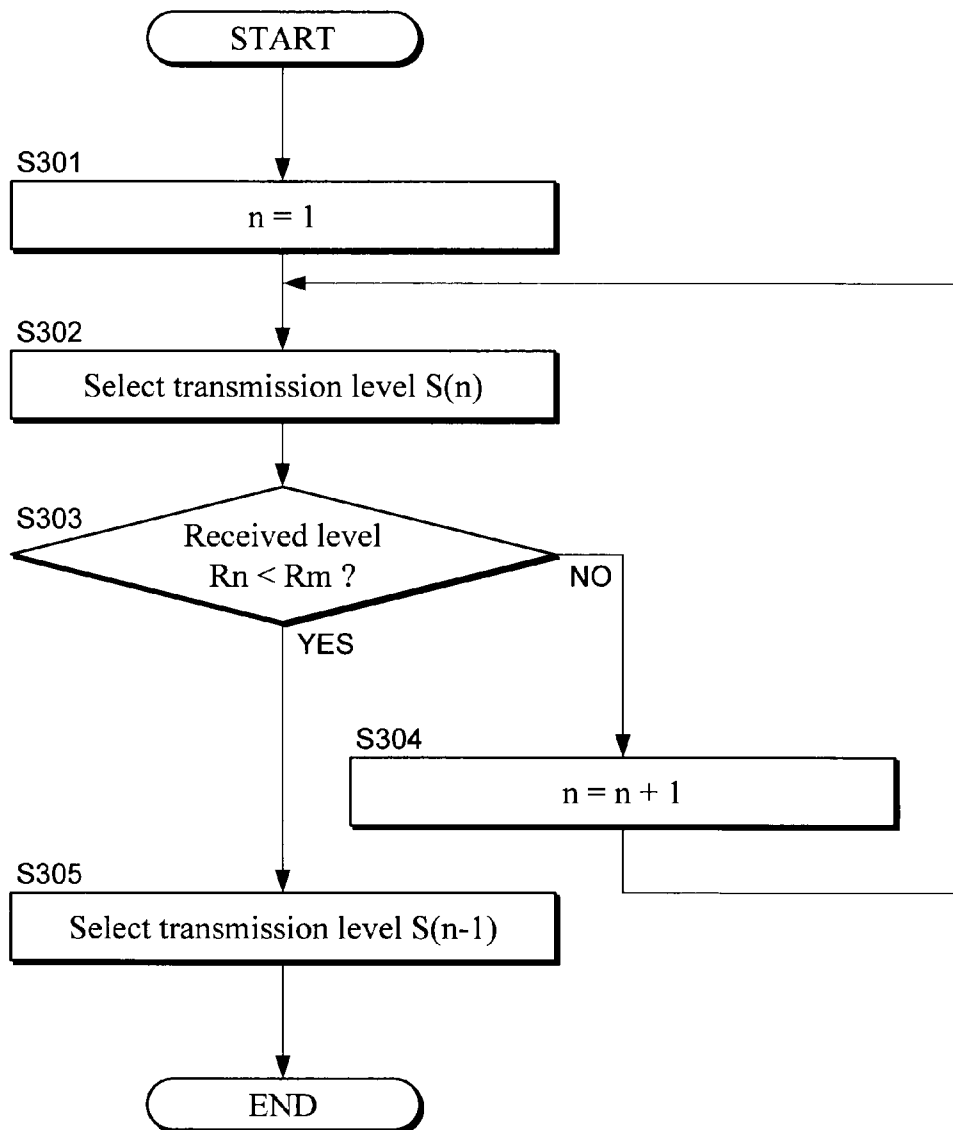 START
S301
n = 1
S302
Select transmission level S(n)
S303
Received level
Rn < Rm ?
NO
YES
S304
n = n + 1
S305
Select transmission level S(n-1)
END